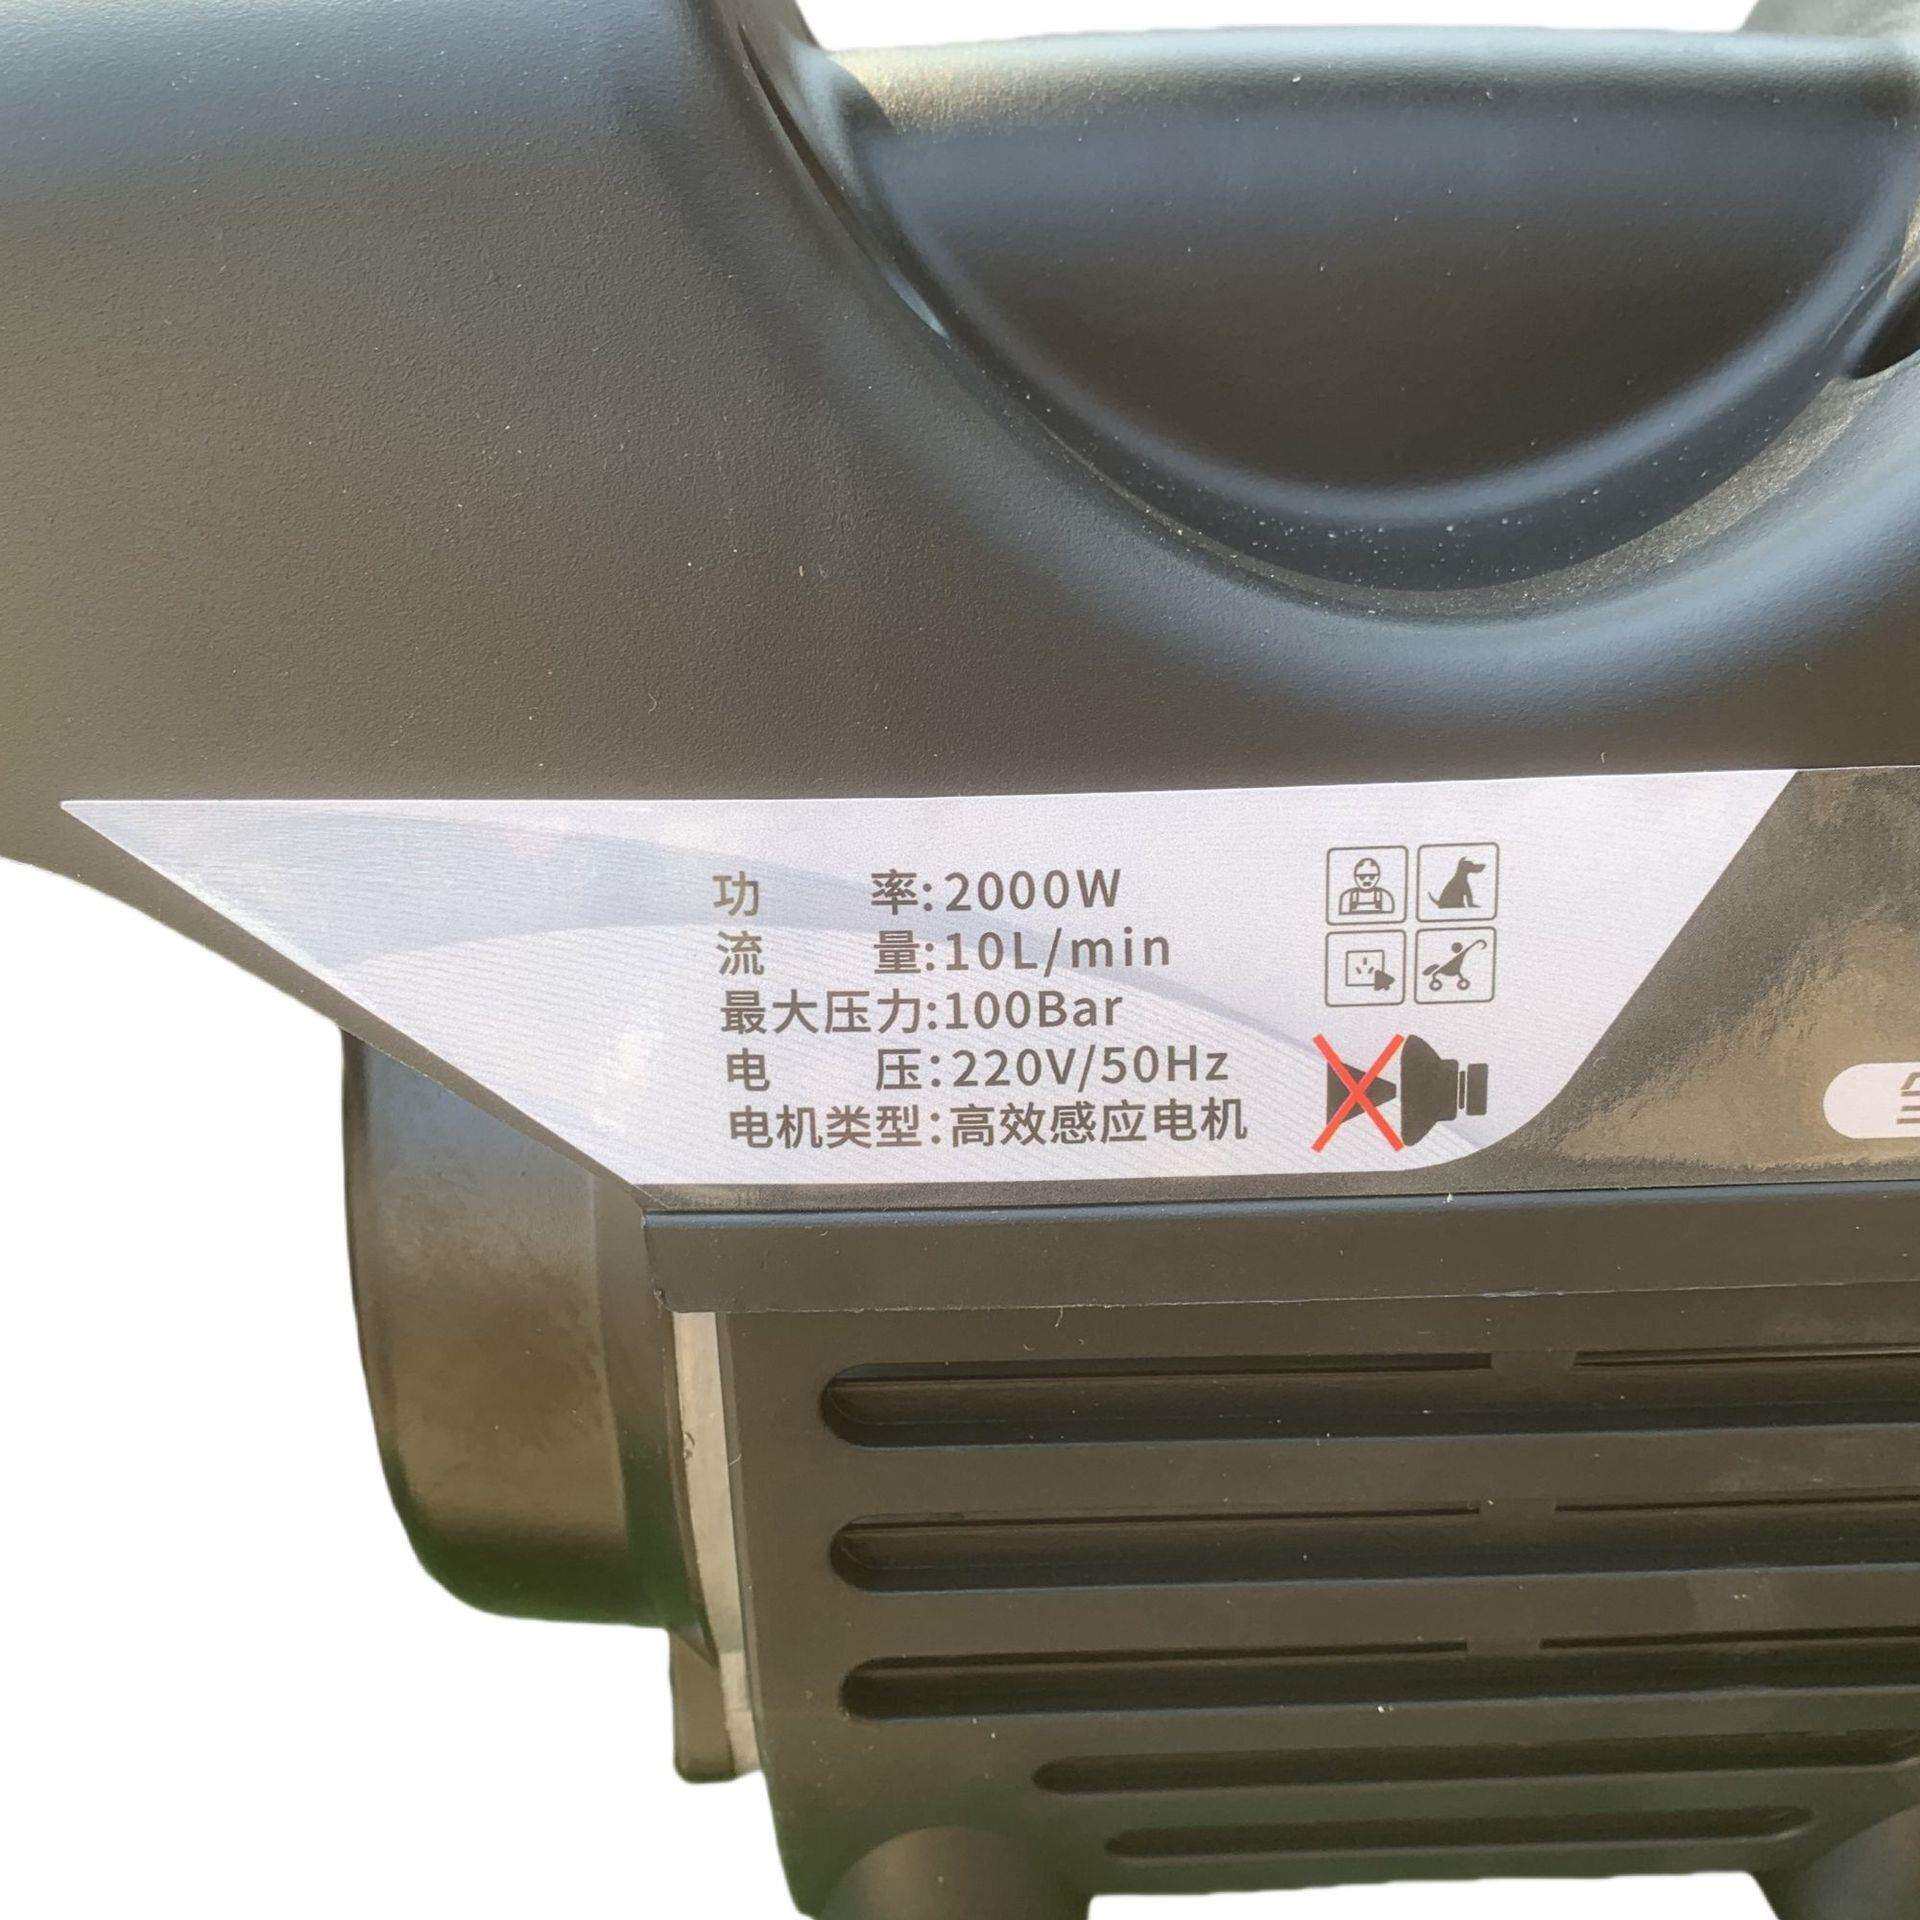 功 率:2000W
流 量:10L/min
最大压力:100Bar
电 压:220V/50Hz
电机类型:高效感应电机